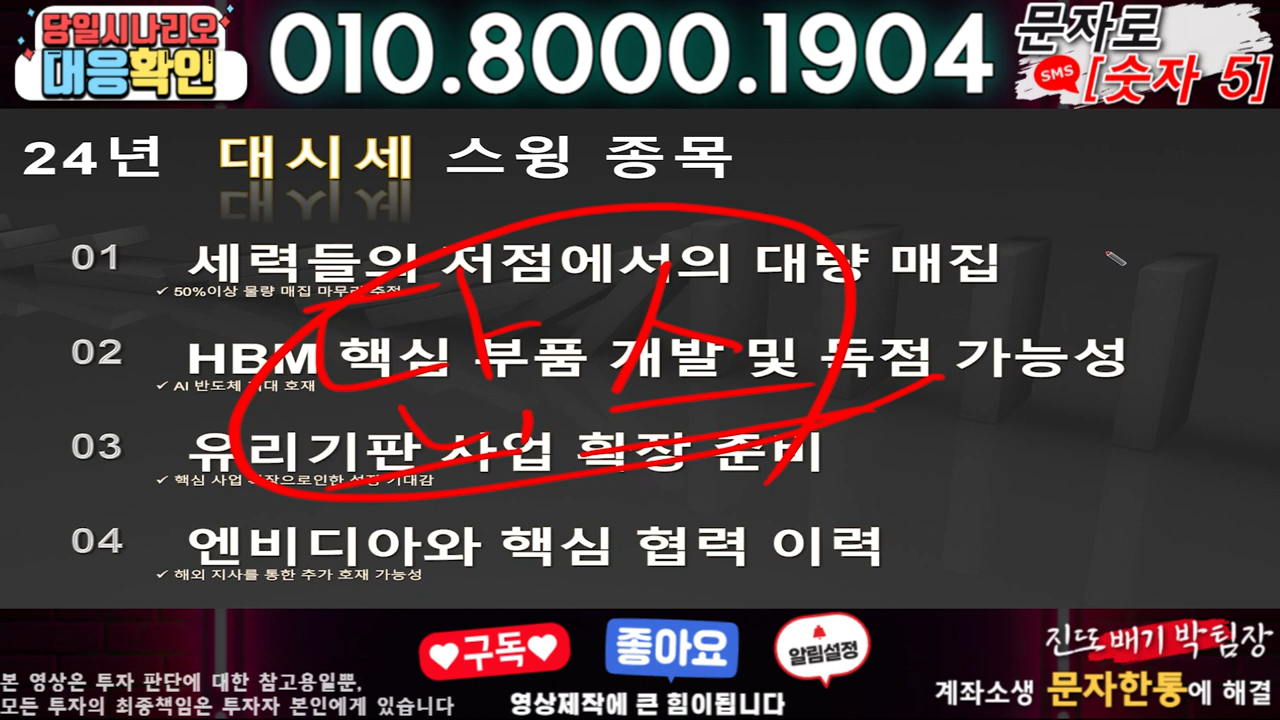 당일시나리오
대응확인
010.8000.1904
문자로
SMS
[숫자 5]
24년 대시세 스윙 종목
01 세력들의 저점에서의 대량 매집
✓ 50%이상 물량 매집 마무리 추정
02 HBM 핵심 부품 개발 및 독점 가능성
✓ AI 반도체 확대 호재
단스
03 유리기판 사업 확장 준비
✓ 핵심 사업 확장으로인한 성장 기대감
04 엔비디아와 핵심 협력 이력
✓ 해외 지사를 통한 추가 호재 가능성
구독
좋아요
알림설정
영상제작에 큰 힘이됩니다
본 영상은 투자 판단에 대한 참고용일뿐,
모든 투자의 최종책임은 투자자 본인에게 있습니다
진또배기 박팀장
계좌소생 문자한통에 해결